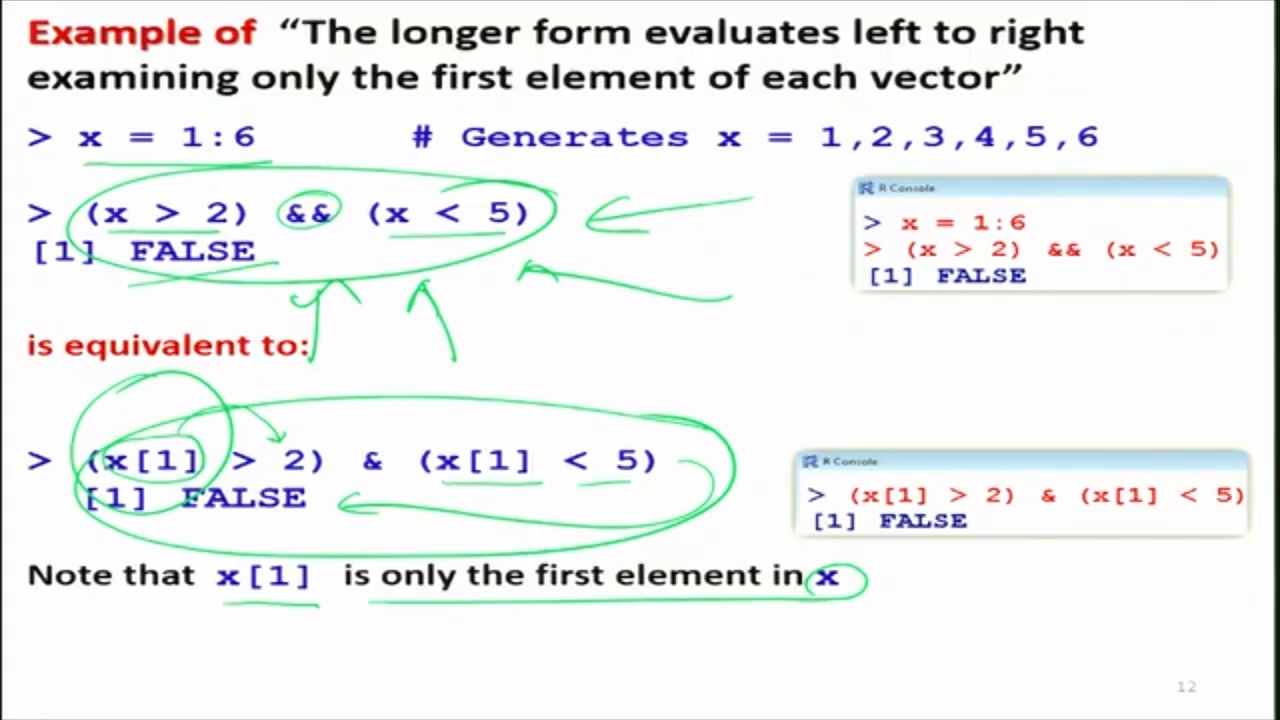 Example of “The longer form evaluates left to right
examining only the first element of each vector”
> x = 1:6 # Generates x = 1,2,3,4,5,6
> (x > 2) && (x < 5)
[1] FALSE
R Console
> x = 1:6
> (x > 2) && (x < 5)
[1] FALSE
is equivalent to:
> (x[1] > 2) & (x[1] < 5)
[1] FALSE
R Console
> (x[1] > 2) & (x[1] < 5)
[1] FALSE
Note that x[1] is only the first element in x
12